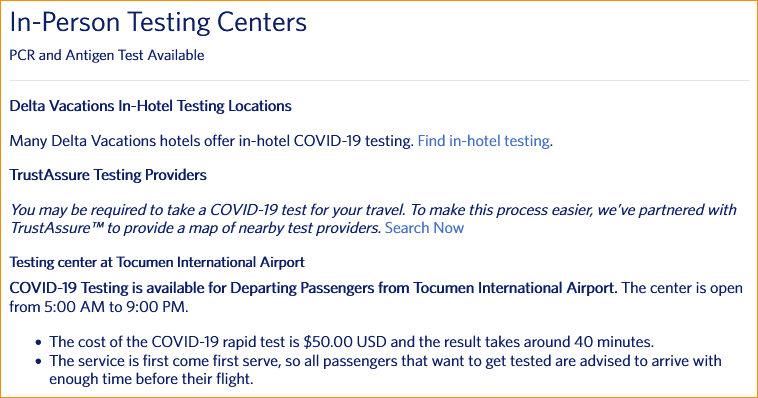 In-Person Testing Centers
PCR and Antigen Test Available
Delta Vacations In-Hotel Testing Locations
Many Delta Vacations hotels offer in-hotel COVID-19 testing. Find in-hotel testing.
TrustAssure Testing Providers
You may be required to take a COVID-19 test for your travel. To make this process easier, we've partnered with
TrustAssure™ to provide a map of nearby test providers. Search Now
Testing center at Tocumen International Airport
COVID-19 Testing is available for Departing Passengers from Tocumen International Airport. The center is open
from 5:00 AM to 9:00 PM.
• The cost of the COVID-19 rapid test is $50.00 USD and the result takes around 40 minutes.
• The service is first come first serve, so all passengers that want to get tested are advised to arrive with
enough time before their flight.